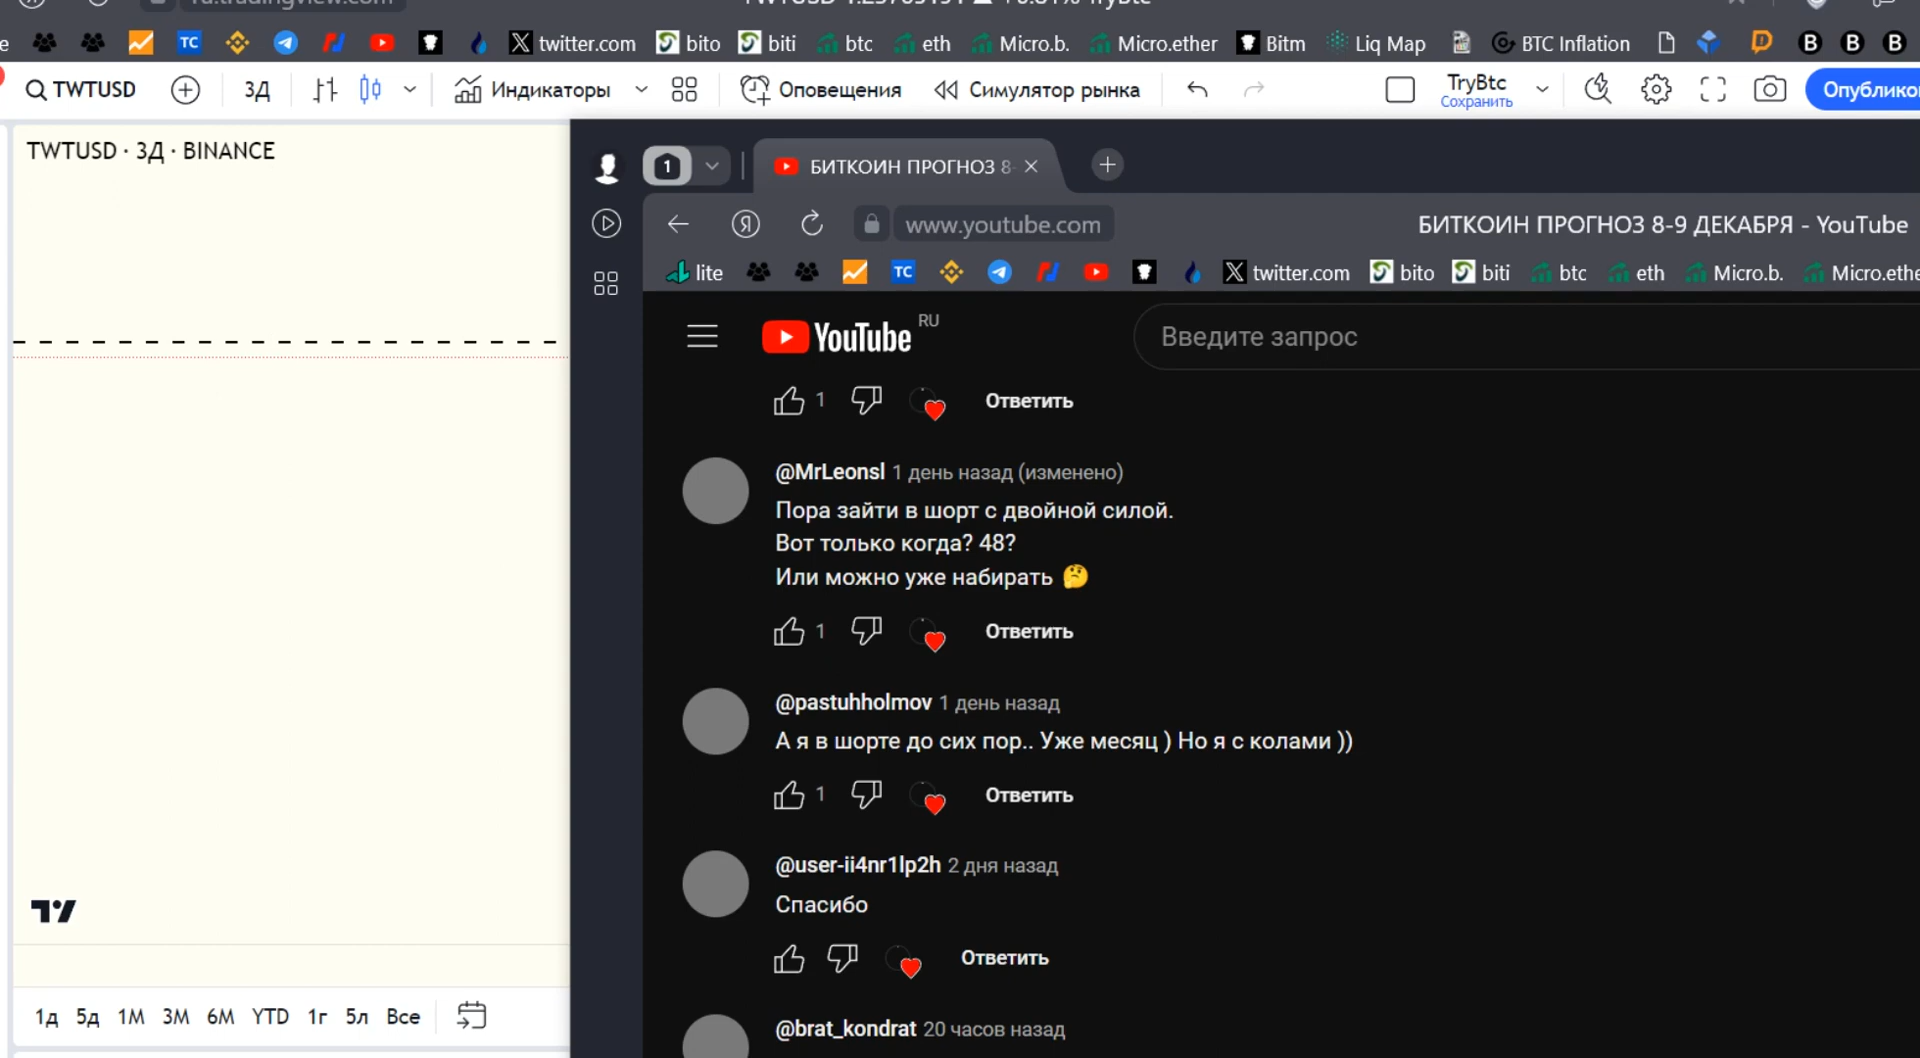 twitter.com bito biti btc eth Micro.b. Micro.ether Bitm Liq Map BTC Inflation
TWTUSD 3Д Индикаторы Оповещения Симулятор рынка TryBtc
Сохранить
TWTUSD · 3Д · BINANCE
1 БИТКОИН ПРОГНОЗ 8-
www.youtube.com БИТКОИН ПРОГНОЗ 8-9 ДЕКАБРЯ - YouTube
lite TC twitter.com bito biti btc eth Micro.b. Micro.ethe
YouTube RU Введите запрос
1 Ответить
@MrLeonsl 1 день назад (изменено)
Пора зайти в шорт с двойной силой.
Вот только когда? 48?
Или можно уже набирать 🤔
1 Ответить
@pastuhholmov 1 день назад
А я в шорте до сих пор.. Уже месяц ) Но я с колами ))
1 Ответить
@user-ii4nr1lp2h 2 дня назад
Спасибо
Ответить
@brat_kondrat 20 часов назад
1д 5д 1М 3М 6М YTD 1г 5л Все